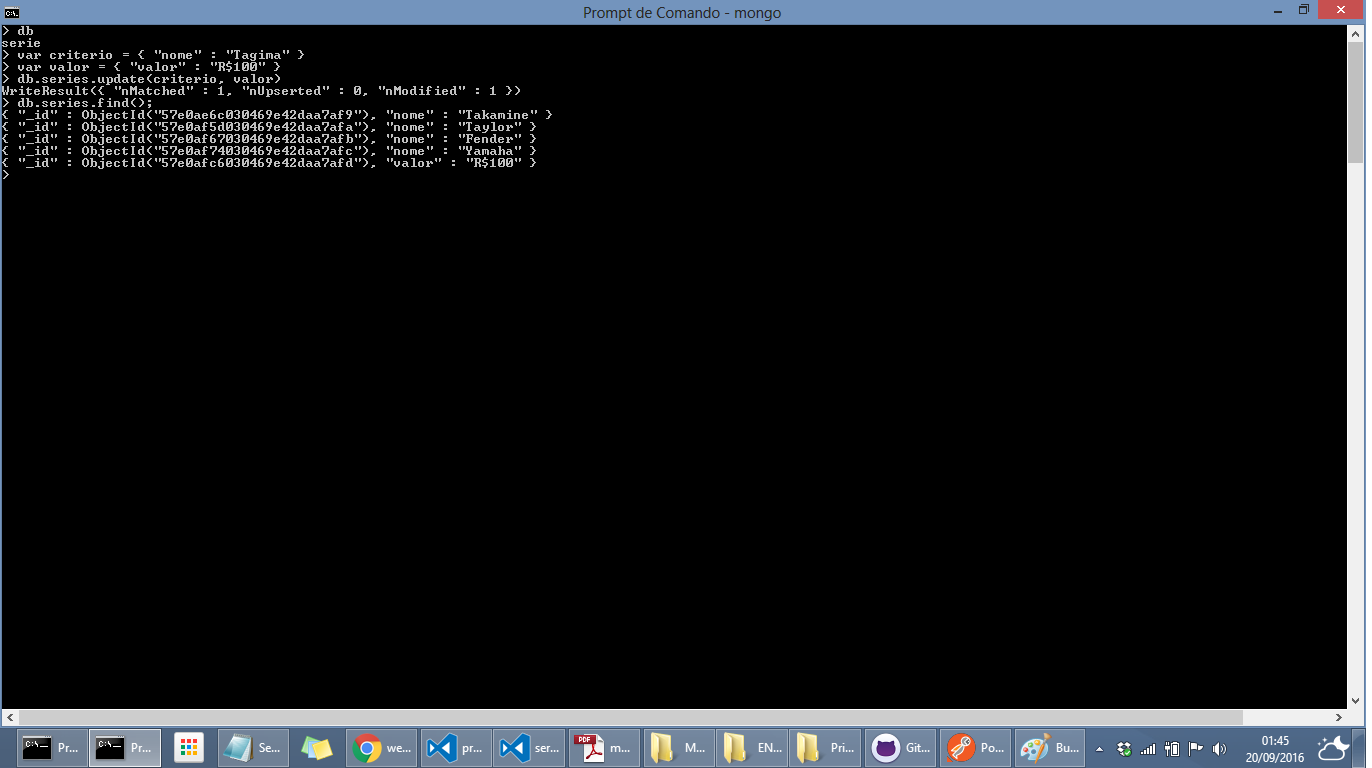 Prompt de Comando - mongo
> db
serie
> var criterio = { "nome" : "Tagima" }
> var valor = { "valor" : "R$100" }
> db.series.update(criterio, valor)
WriteResult({ "nMatched" : 1, "nUpserted" : 0, "nModified" : 1 })
> db.series.find();
{ "_id" : ObjectId("57e0ae6c030469e42daa7af9"), "nome" : "Takamine" }
{ "_id" : ObjectId("57e0af5d030469e42daa7afa"), "nome" : "Taylor" }
{ "_id" : ObjectId("57e0af67030469e42daa7afb"), "nome" : "Fender" }
{ "_id" : ObjectId("57e0af74030469e42daa7afc"), "nome" : "Yamaha" }
{ "_id" : ObjectId("57e0afc6030469e42daa7afd"), "valor" : "R$100" }
>
Pr...
Pr...
Se...
we...
pr...
ser...
PDF
m...
M...
EN...
Pri...
Git...
Po...
Bu...
01:45
20/09/2016